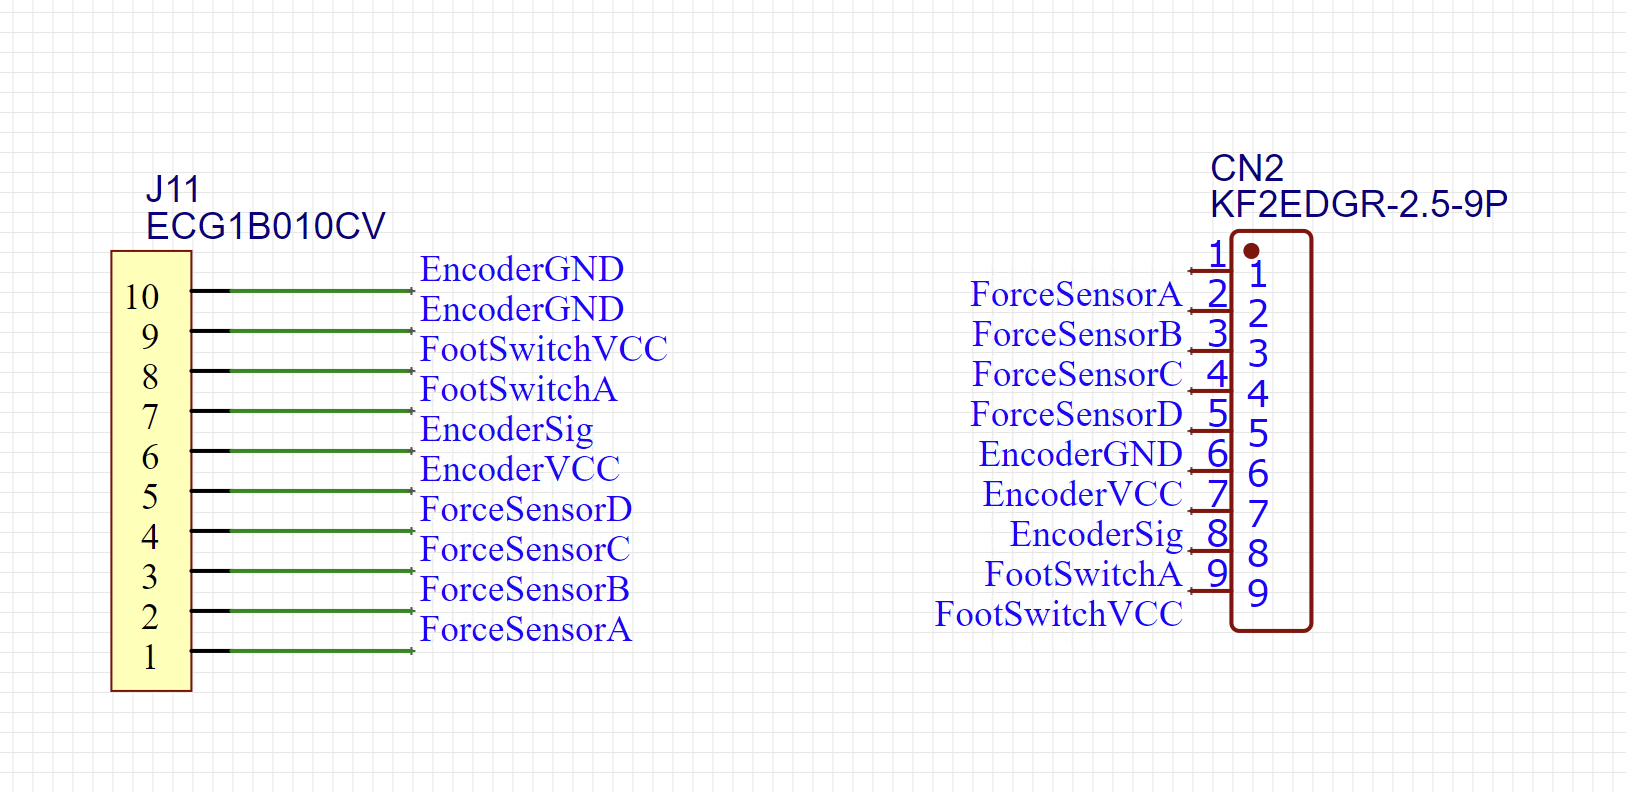 J11
ECG1B010CV
10 EncoderGND
9 EncoderGND
8 FootSwitchVCC
7 FootSwitchA
6 EncoderSig
5 EncoderVCC
4 ForceSensorD
3 ForceSensorC
2 ForceSensorB
1 ForceSensorA
CN2
KF2EDGR-2.5-9P
1 1
ForceSensorA 2 2
ForceSensorB 3 3
ForceSensorC 4 4
ForceSensorD 5 5
EncoderGND 6 6
EncoderVCC 7 7
EncoderSig 8 8
FootSwitchA 9 9
FootSwitchVCC